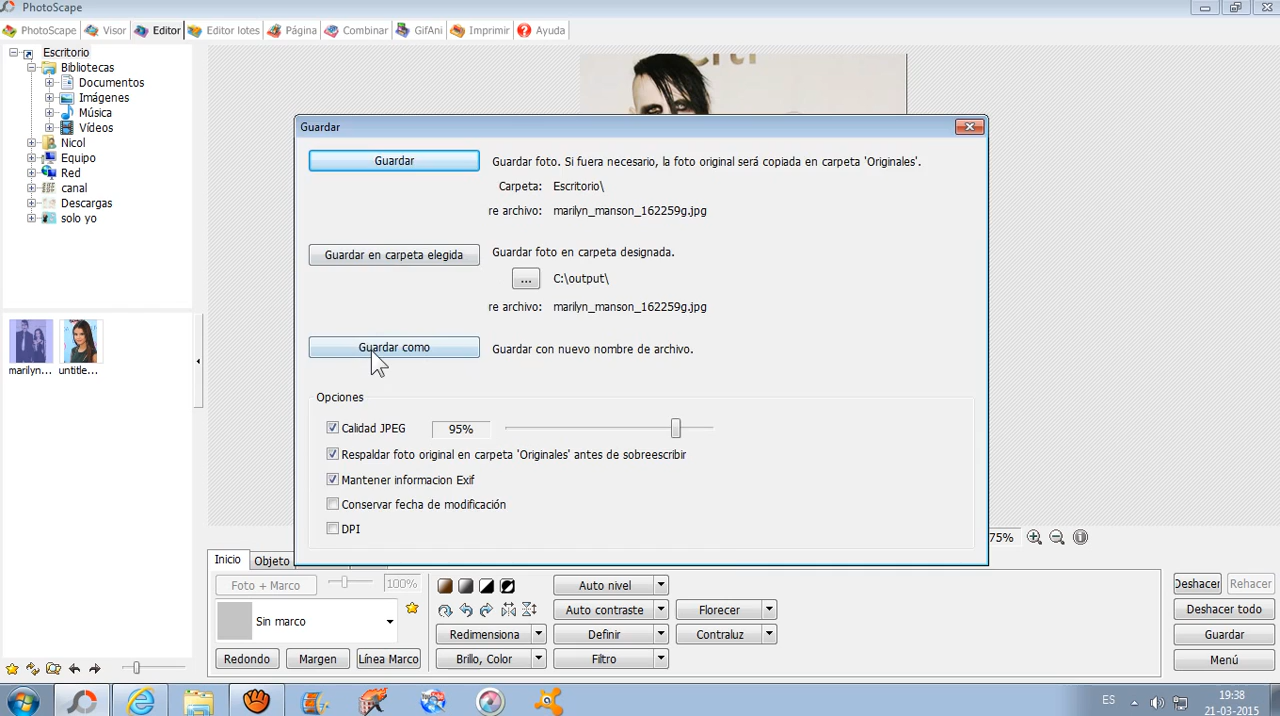 PhotoScape
PhotoScape Visor Editor Editor lotes Página Combinar GifAni Imprimir Ayuda
Escritorio
Bibliotecas
Documentos
Imágenes
Música
Vídeos
Nicol
Equipo
Red
canal
Descargas
solo yo
marilyn... untitle...
Guardar
Guardar Guardar foto. Si fuera necesario, la foto original será copiada en carpeta 'Originales'.
Carpeta: Escritorio\
re archivo: marilyn_manson_162259g.jpg
Guardar en carpeta elegida Guardar foto en carpeta designada.
... C:\output\
re archivo: marilyn_manson_162259g.jpg
Guardar como Guardar con nuevo nombre de archivo.
Opciones
Calidad JPEG 95%
Respaldar foto original en carpeta 'Originales' antes de sobreescribir
Mantener informacion Exif
Conservar fecha de modificación
DPI
75%
Inicio Objeto
Foto + Marco 100% Auto nivel Deshacer Rehacer
Sin marco Auto contraste Florecer Deshacer todo
Redimensiona Definir Contraluz Guardar
Redondo Margen Línea Marco Brillo, Color Filtro Menú
ES 19:38
21-03-2015